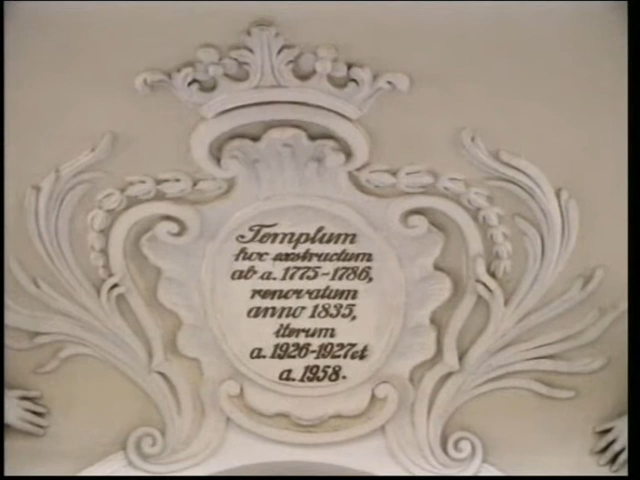 Templum
hoc exstructum
ab a. 1775-1786,
renovatum
anno 1835,
iterum
a. 1926-1927 et
a. 1958.